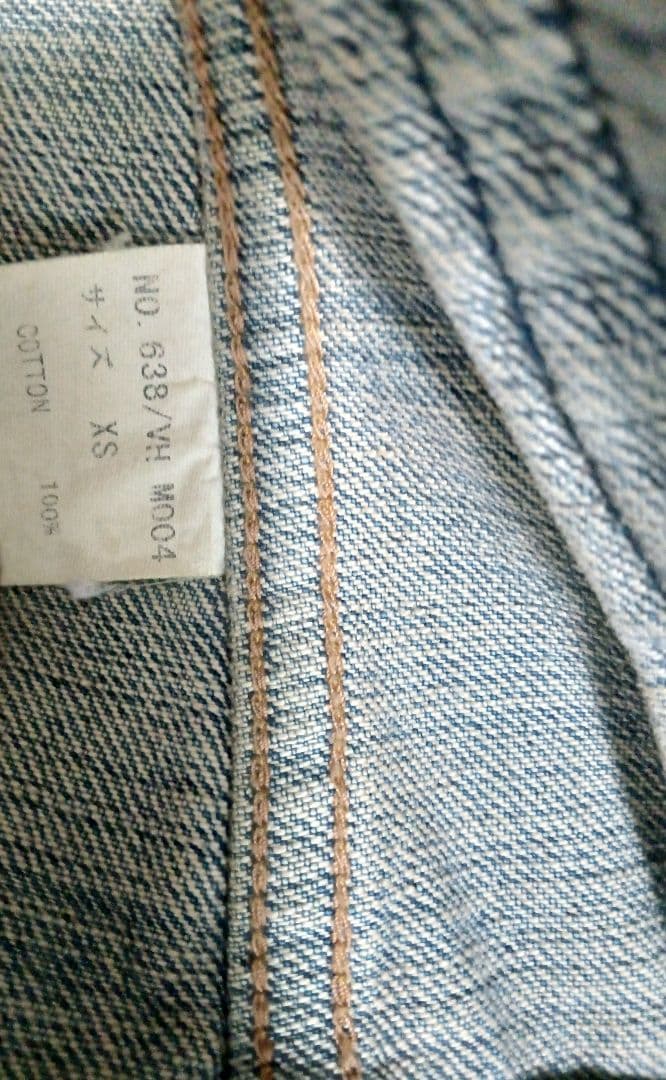 NO. 638/VH M004
サイズ XS
COTTON 100%